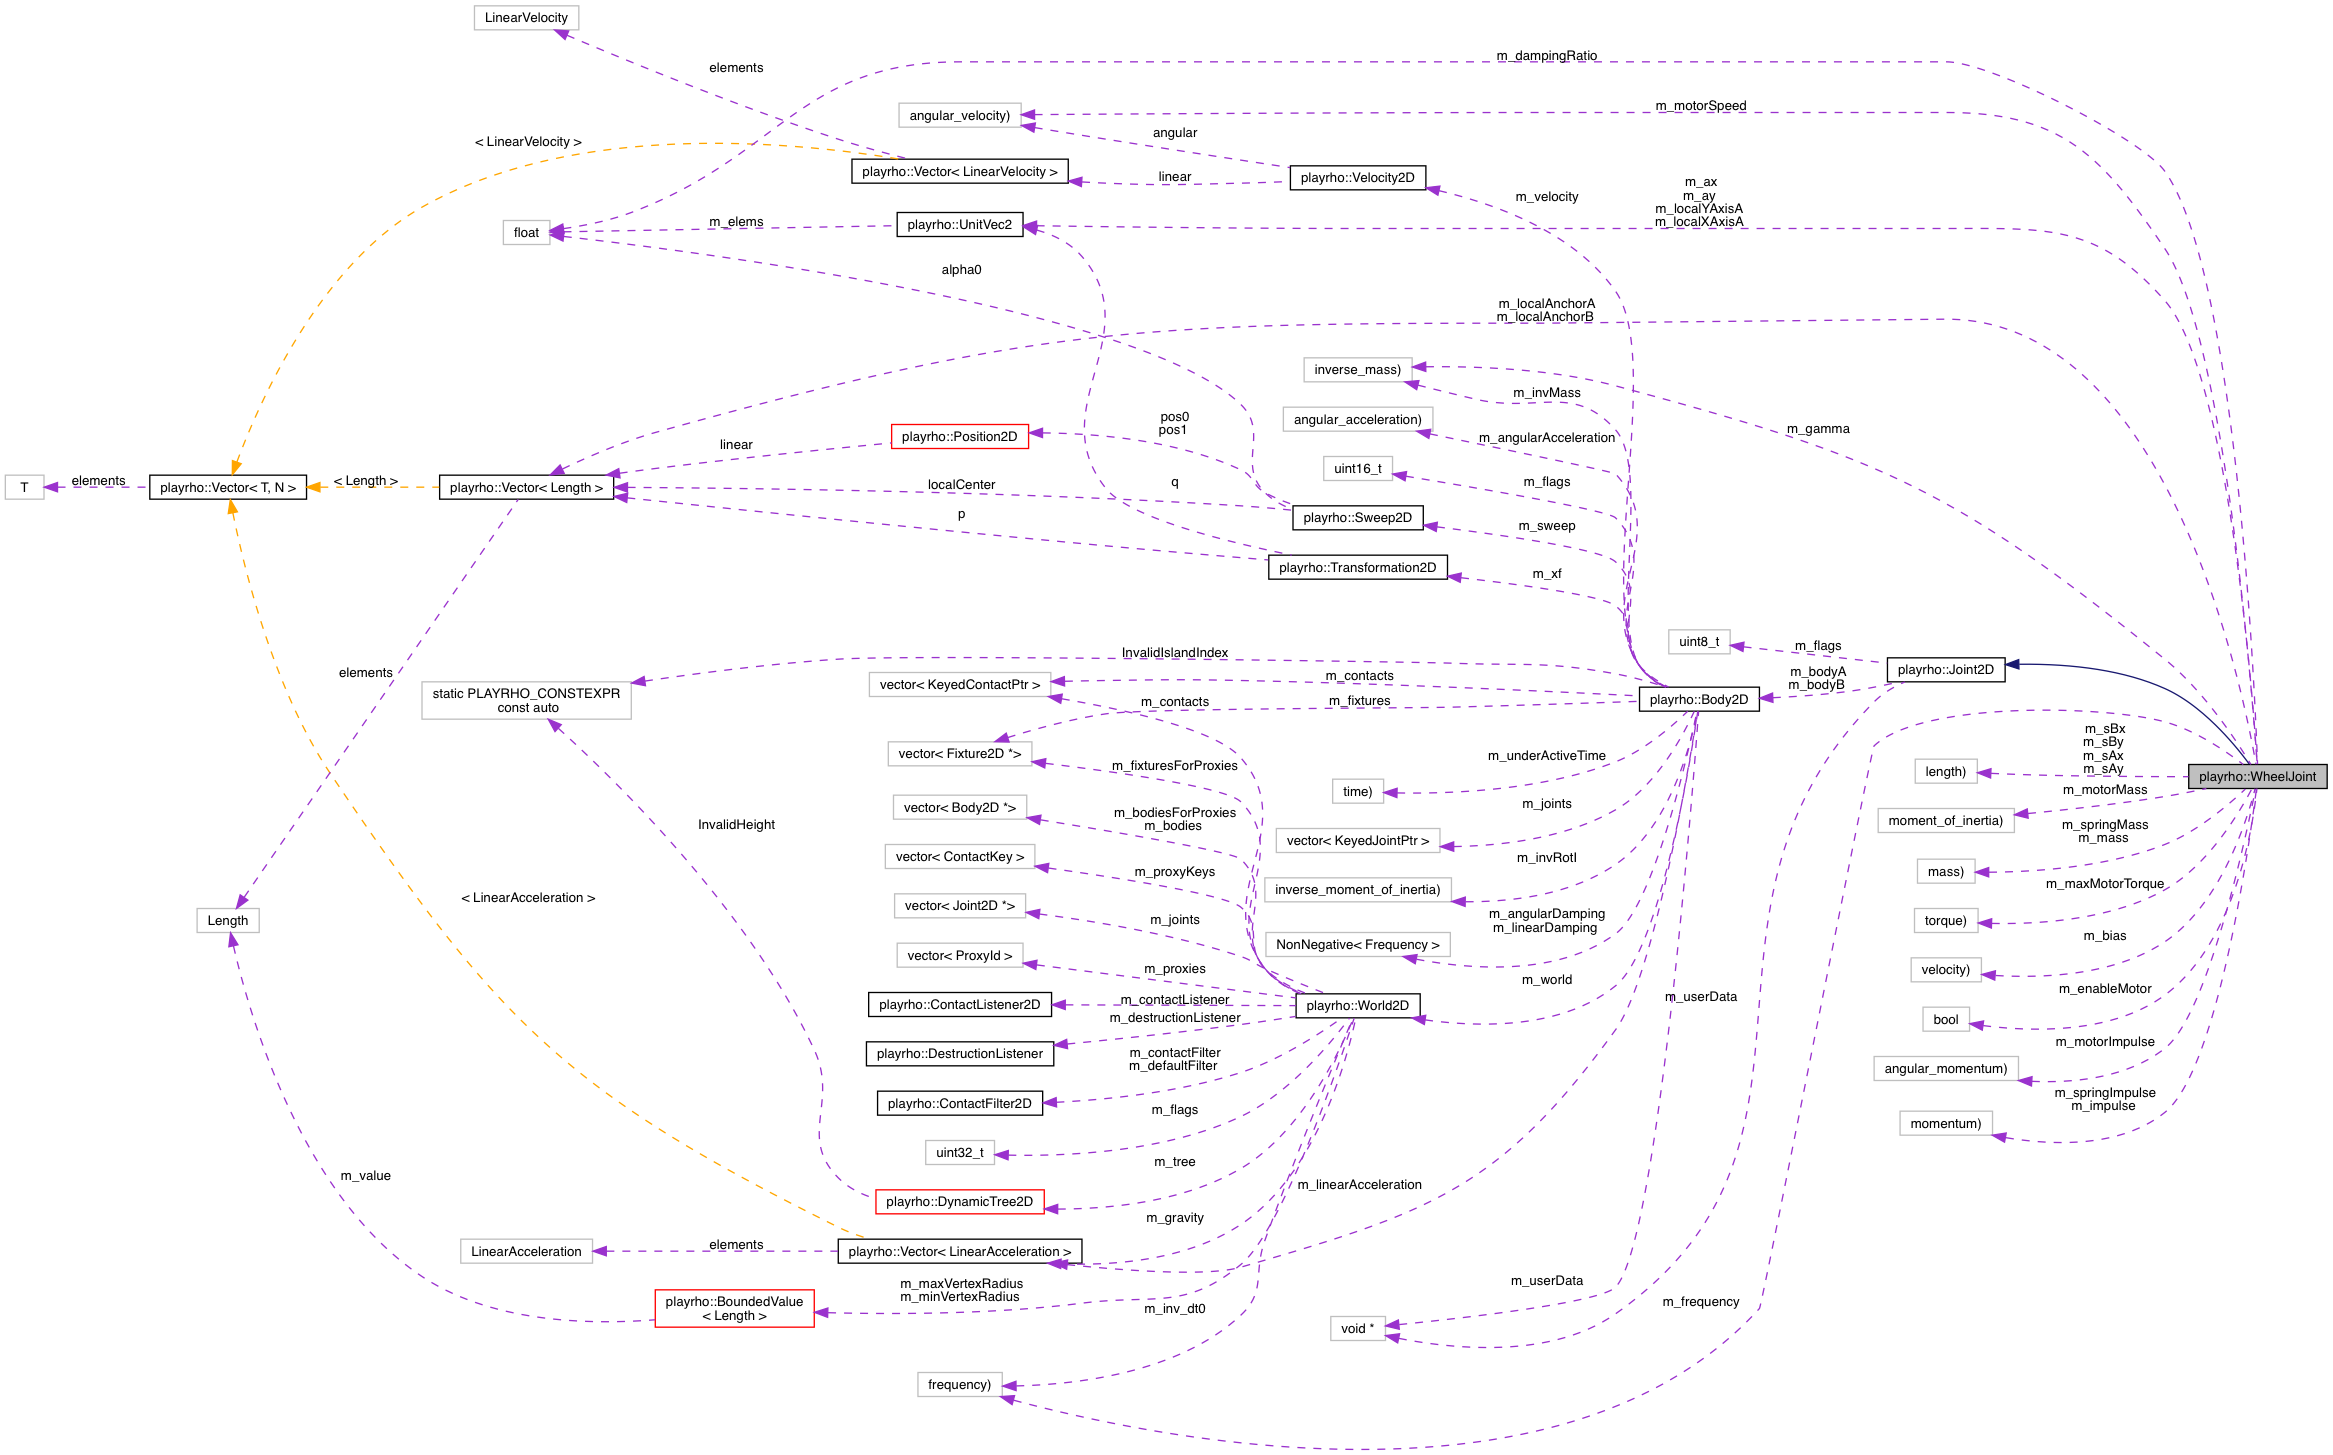 LinearVelocity
m_dampingRatio
elements
m_motorSpeed
angular_velocity)
angular
< LinearVelocity >
playrho::Vector< LinearVelocity >
linear
playrho::Velocity2D
m_velocity
m_ax
m_ay
m_localYAxisA
m_localXAxisA
float
m_elems
playrho::UnitVec2
alpha0
m_localAnchorA
m_localAnchorB
inverse_mass)
m_invMass
angular_acceleration)
m_angularAcceleration
m_gamma
pos0
pos1
playrho::Position2D
linear
uint16_t
m_flags
T
elements
playrho::Vector< T, N >
< Length >
playrho::Vector< Length >
localCenter
q
p
playrho::Sweep2D
m_sweep
playrho::Transformation2D
m_xf
uint8_t
m_flags
playrho::Joint2D
InvalidIslandIndex
elements
static PLAYRHO_CONSTEXPR
const auto
vector< KeyedContactPtr >
m_contacts
m_bodyA
m_bodyB
playrho::Body2D
m_contacts
m_fixtures
vector< Fixture2D *>
m_fixturesForProxies
m_underActiveTime
time)
m_sBx
m_sBy
m_sAx
m_sAy
length)
playrho::WheelJoint
vector< Body2D *>
m_bodiesForProxies
m_bodies
m_joints
vector< KeyedJointPtr >
m_motorMass
moment_of_inertia)
InvalidHeight
m_springMass
m_mass
mass)
vector< ContactKey >
m_proxyKeys
m_invRotI
inverse_moment_of_inertia)
m_maxMotorTorque
torque)
< LinearAcceleration >
Length
vector< Joint2D *>
m_joints
m_angularDamping
m_linearDamping
NonNegative< Frequency >
m_bias
velocity)
vector< ProxyId >
m_proxies
m_world
m_userData
m_enableMotor
bool
playrho::ContactListener2D
m_contactListener
m_destructionListener
playrho::World2D
playrho::DestructionListener
m_motorImpulse
angular_momentum)
m_contactFilter
m_defaultFilter
playrho::ContactFilter2D
m_springImpulse
m_impulse
momentum)
m_flags
uint32_t
m_tree
m_value
m_linearAcceleration
playrho::DynamicTree2D
m_gravity
LinearAcceleration
elements
playrho::Vector< LinearAcceleration >
m_maxVertexRadius
m_minVertexRadius
playrho::BoundedValue
< Length >
m_inv_dt0
m_userData
m_frequency
void *
frequency)